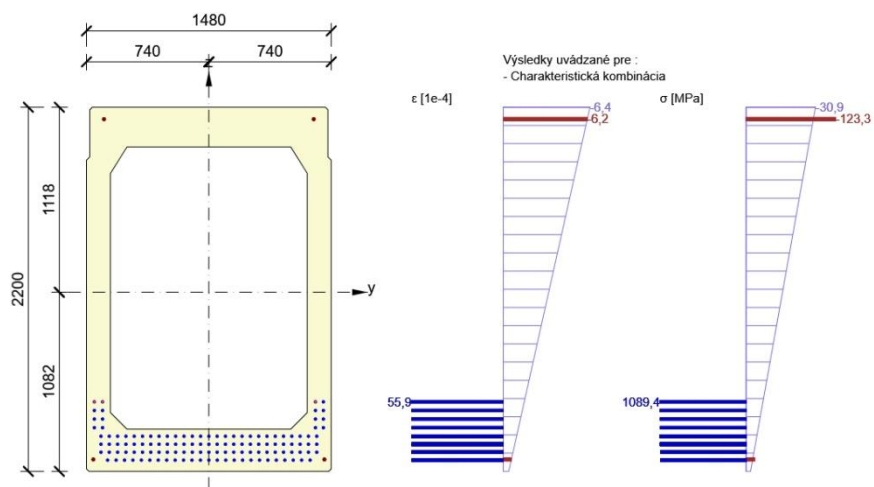 1480
740
740
Výsledky uvádzané pre :
- Charakteristická kombinácia
ε [1e-4]
σ [MPa]
-6,4
-6,2
-30,9
-123,3
1118
2200
y
1082
55,9
1089,4